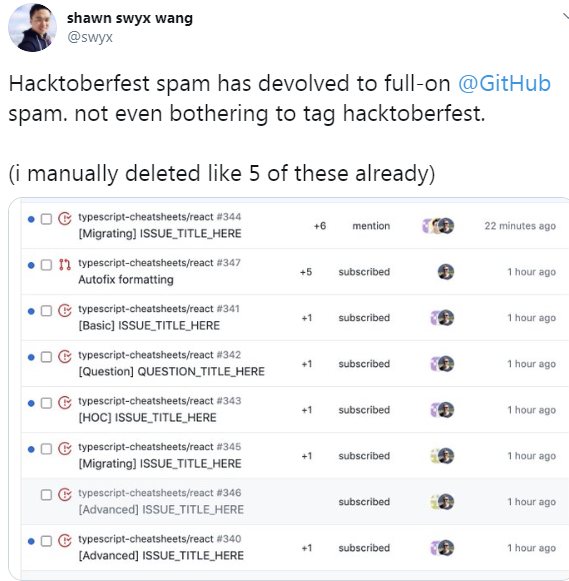 shawn swyx wang
@swyx
Hacktoberfest spam has devolved to full-on @GitHub
spam. not even bothering to tag hacktoberfest.
(i manually deleted like 5 of these already)
typescript-cheatsheets/react #344
[Migrating] ISSUE_TITLE_HERE
+6 mention 22 minutes ago
typescript-cheatsheets/react #347
Autofix formatting
+5 subscribed 1 hour ago
typescript-cheatsheets/react #341
[Basic] ISSUE_TITLE_HERE
+1 subscribed 1 hour ago
typescript-cheatsheets/react #342
[Question] QUESTION_TITLE_HERE
+1 subscribed 1 hour ago
typescript-cheatsheets/react #343
[HOC] ISSUE_TITLE_HERE
+1 subscribed 1 hour ago
typescript-cheatsheets/react #345
[Migrating] ISSUE_TITLE_HERE
+1 subscribed 1 hour ago
typescript-cheatsheets/react #346
[Advanced] ISSUE_TITLE_HERE
subscribed 1 hour ago
typescript-cheatsheets/react #340
[Advanced] ISSUE_TITLE_HERE
+1 subscribed 1 hour ago